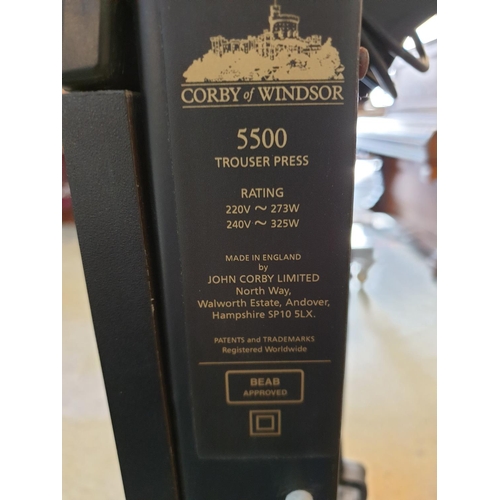 CORBY of WINDSOR
5500
TROUSER PRESS
RATING
220V ~ 273W
240V ~ 325W
MADE IN ENGLAND
by
JOHN CORBY LIMITED
North Way,
Walworth Estate, Andover,
Hampshire SP10 5LX.
PATENTS and TRADEMARKS
Registered Worldwide
BEAB
APPROVED